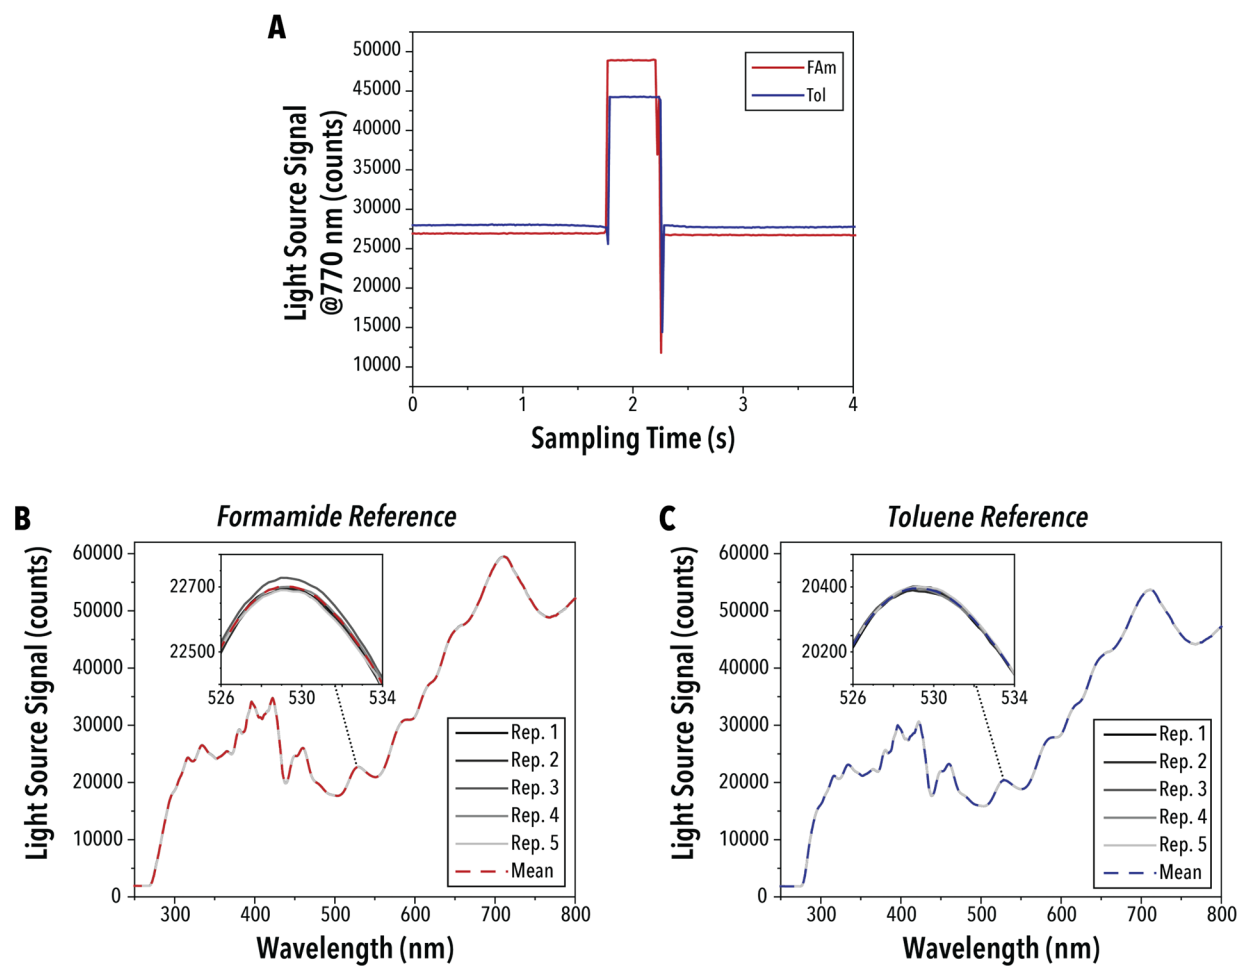 A
50000
45000
40000
35000
30000
25000
20000
15000
10000
Light Source Signal
@770 nm (counts)
FAm
Tol
0 1 2 3 4
Sampling Time (s)
B
Formamide Reference
60000
50000
40000
30000
20000
10000
0
Light Source Signal (counts)
22700
22500
526 530 534
Rep. 1
Rep. 2
Rep. 3
Rep. 4
Rep. 5
Mean
300 400 500 600 700 800
Wavelength (nm)
C
Toluene Reference
60000
50000
40000
30000
20000
10000
0
Light Source Signal (counts)
20400
20200
526 530 534
Rep. 1
Rep. 2
Rep. 3
Rep. 4
Rep. 5
Mean
300 400 500 600 700 800
Wavelength (nm)